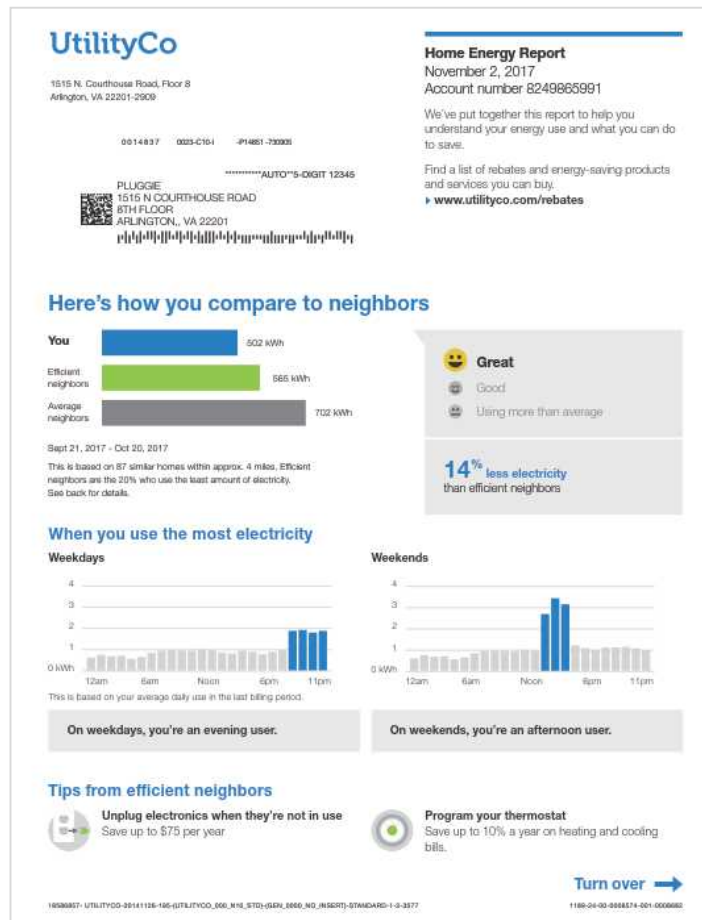 UtilityCo
1515 N. Courthouse Road, Floor 8
Arlington, VA 22201-2909
Home Energy Report
November 2, 2017
Account number 8249865991
We've put together this report to help you
understand your energy use and what you can do
to save.
Find a list of rebates and energy-saving products
and services you can buy.
www.utilityco.com/rebates
0014837 0023-C10-I -P14851-730905
***********AUTO**5-DIGIT 12345
PLUGGIE
1515 N COURTHOUSE ROAD
8TH FLOOR
ARLINGTON,, VA 22201
Here's how you compare to neighbors
You
502 kWh
Efficient
neighbors
565 kWh
Average
neighbors
702 kWh
Great
Good
Using more than average
Sept 21, 2017 - Oct 20, 2017
This is based on 87 similar homes within approx. 4 miles. Efficient
neighbors are the 20% who use the least amount of electricity.
See back for details.
14% less electricity
than efficient neighbors
When you use the most electricity
Weekdays
4
3
2
1
0 kWh
12am 6am Noon 6pm 11pm
This is based on your average daily use in the last billing period.
On weekdays, you're an evening user.
Weekends
4
3
2
1
0 kWh
12am 6am Noon 6pm 11pm
On weekends, you're an afternoon user.
Tips from efficient neighbors
Unplug electronics when they're not in use
Save up to $75 per year
Program your thermostat
Save up to 10% a year on heating and cooling
bills.
Turn over